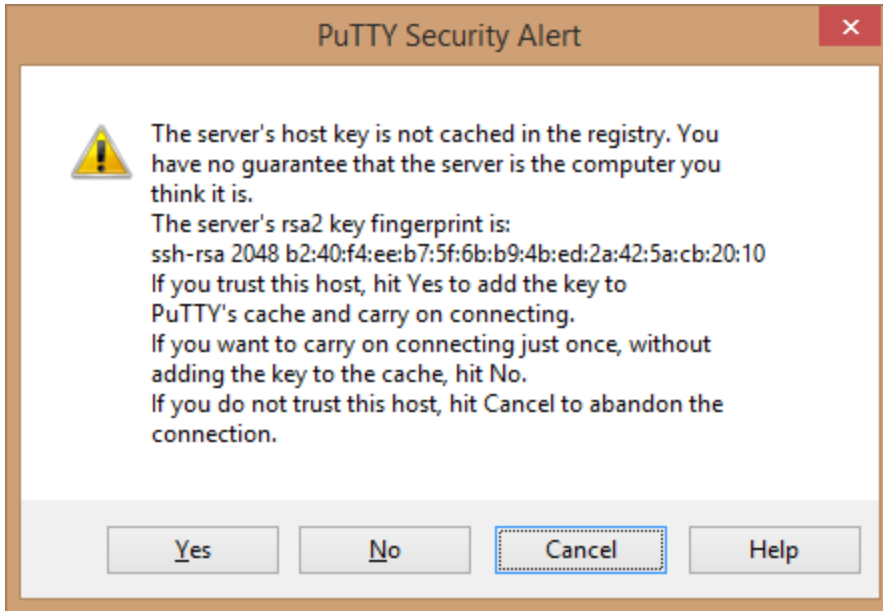 PuTTY Security Alert
The server's host key is not cached in the registry. You
have no guarantee that the server is the computer you
think it is.
The server's rsa2 key fingerprint is:
ssh-rsa 2048 b2:40:f4:ee:b7:5f:6b:b9:4b:ed:2a:42:5a:cb:20:10
If you trust this host, hit Yes to add the key to
PuTTY's cache and carry on connecting.
If you want to carry on connecting just once, without
adding the key to the cache, hit No.
If you do not trust this host, hit Cancel to abandon the
connection.
Yes No Cancel Help